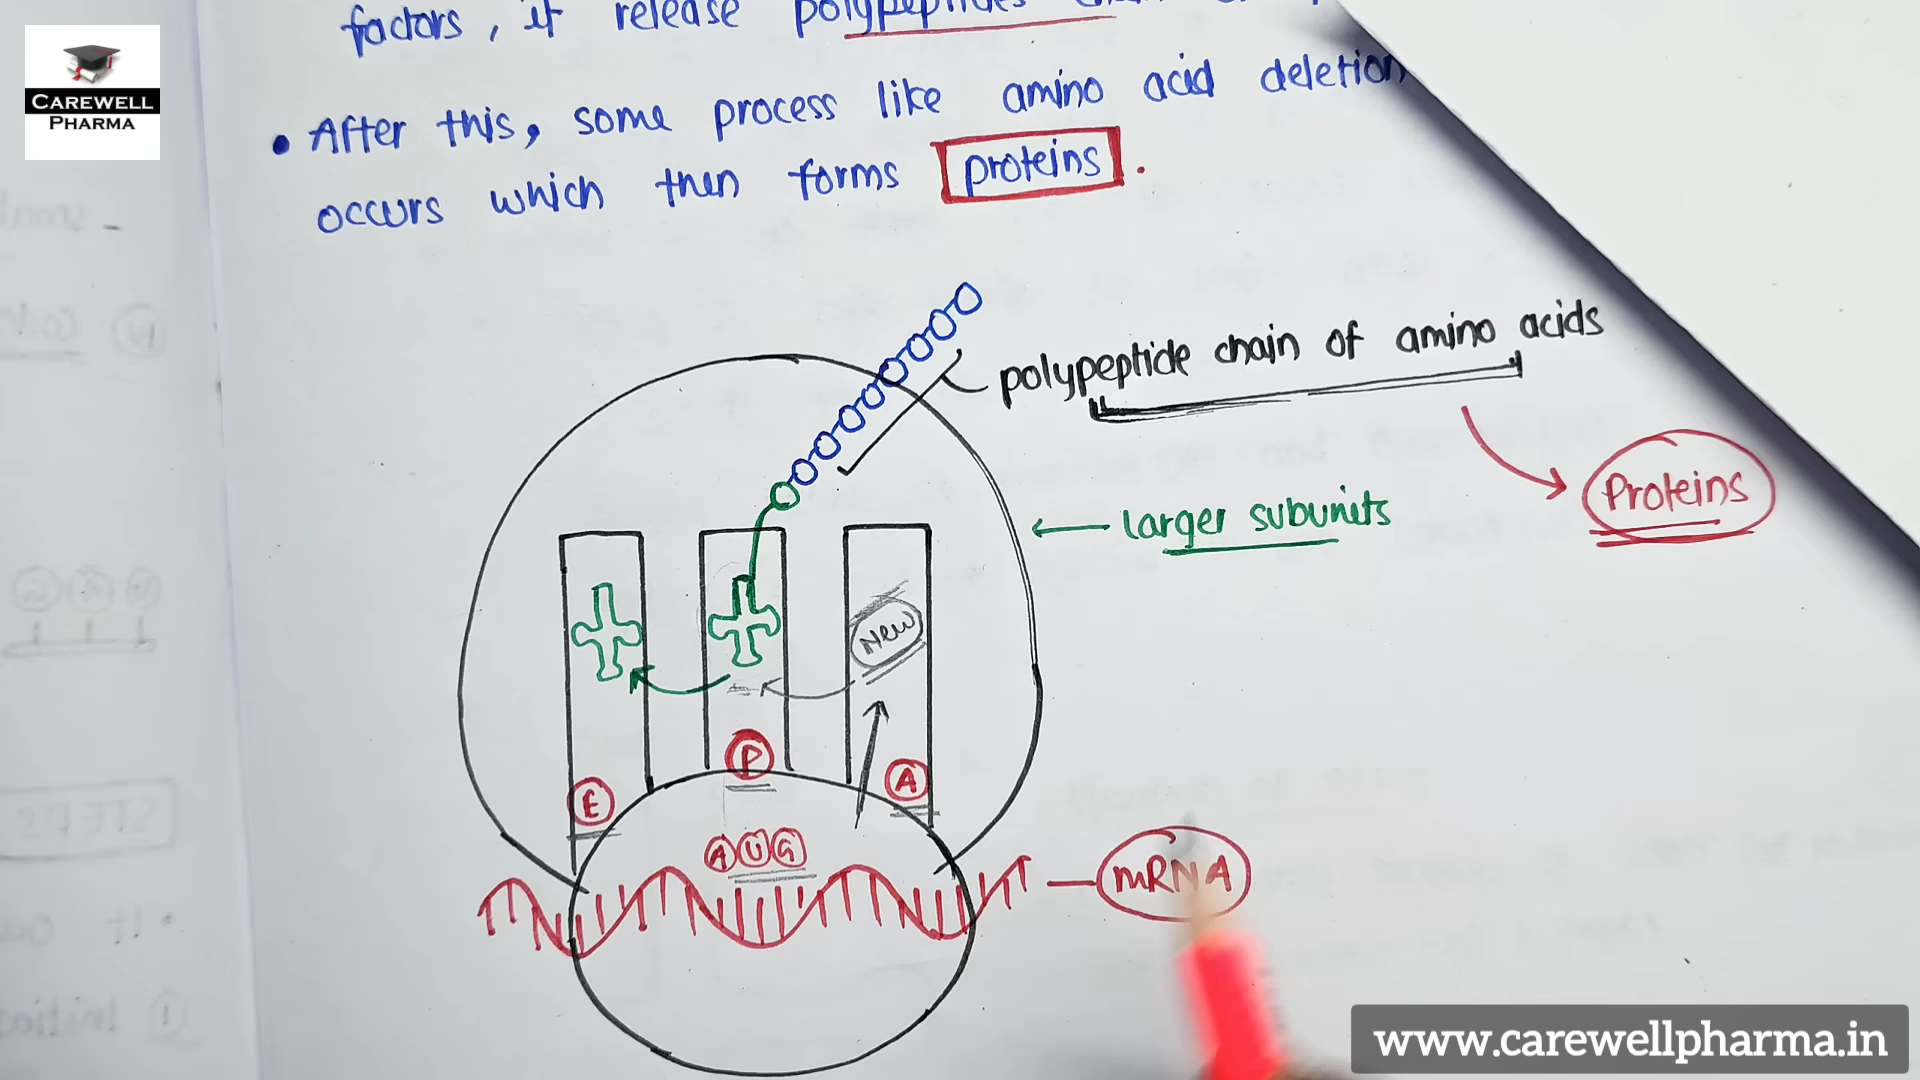 factors, it release polypeptides
CAREWELL
PHARMA
• After this, some process like amino acid deletion
occurs which then forms proteins.
polypeptide chain of amino acids
Proteins
larger subunits
New
P
E
A
AUG
mRNA
www.carewellpharma.in